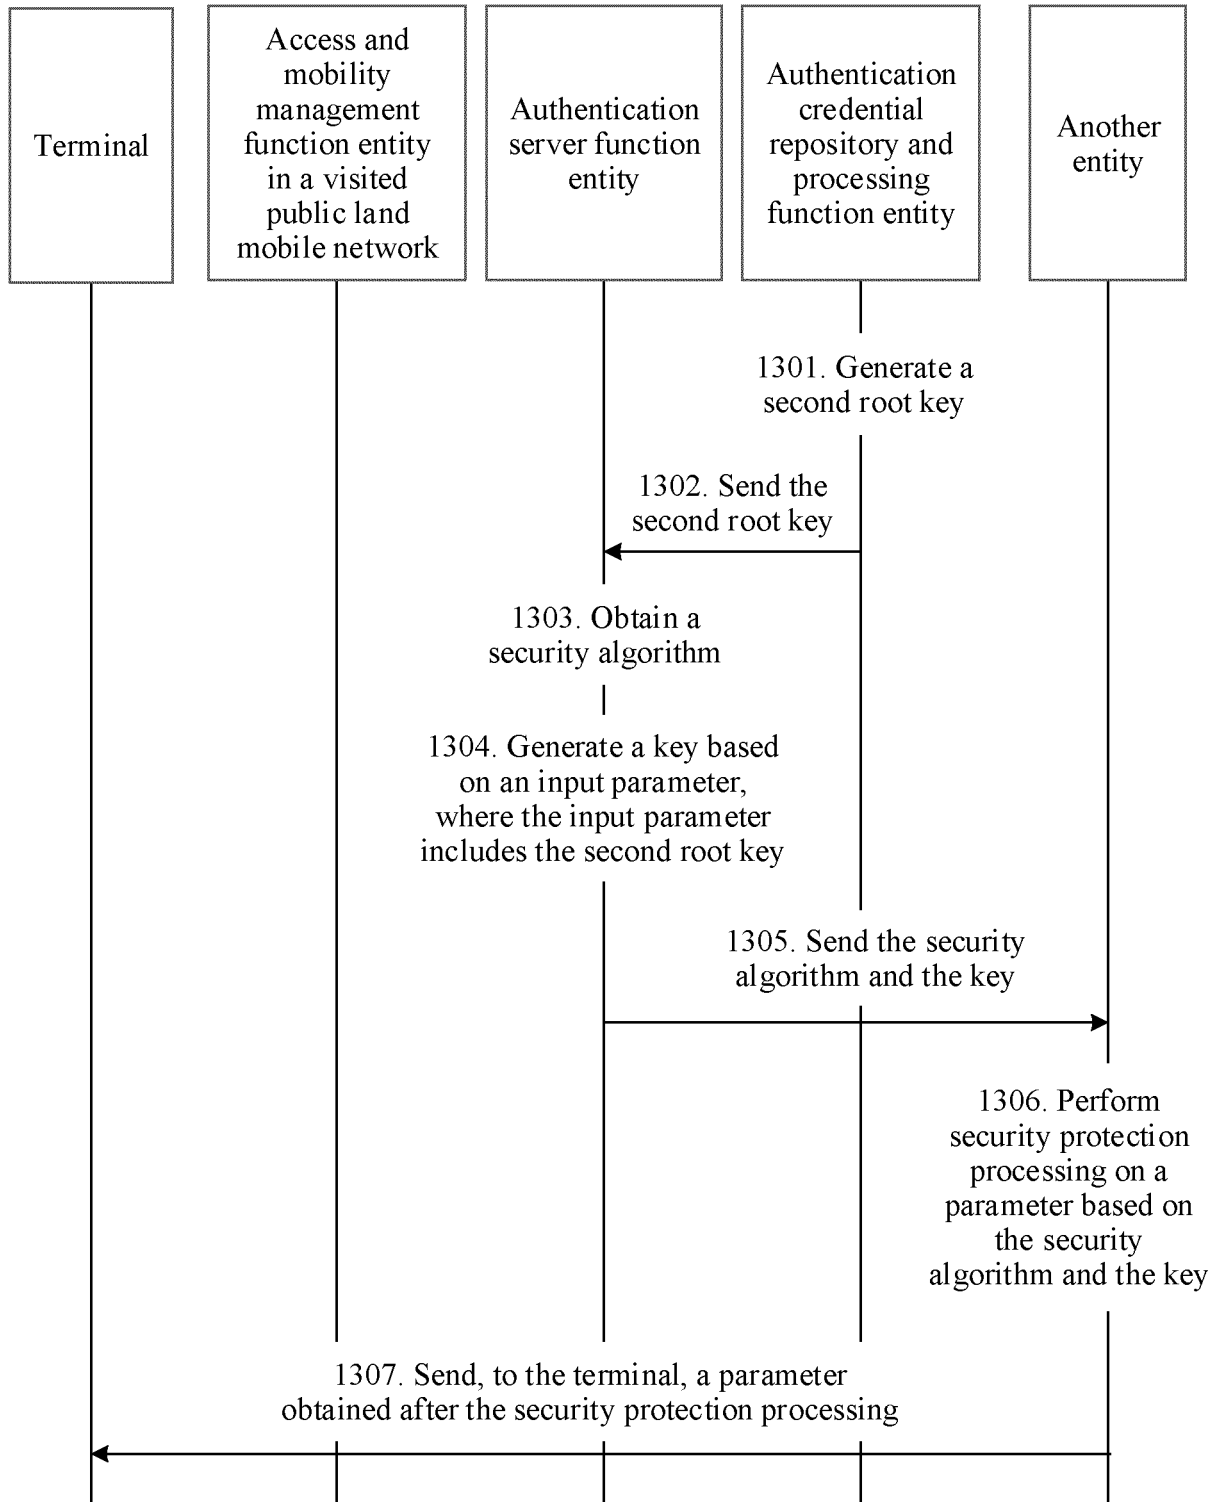 Terminal
Access and
mobility
management
function entity
in a visited
public land
mobile network
Authentication
server function
entity
Authentication
credential
repository and
processing
function entity
Another
entity
1301. Generate a
second root key
1302. Send the
second root key
1303. Obtain a
security algorithm
1304. Generate a key based
on an input parameter,
where the input parameter
includes the second root key
1305. Send the security
algorithm and the key
1306. Perform
security protection
processing on a
parameter based on
the security
algorithm and the key
1307. Send, to the terminal, a parameter
obtained after the security protection processing